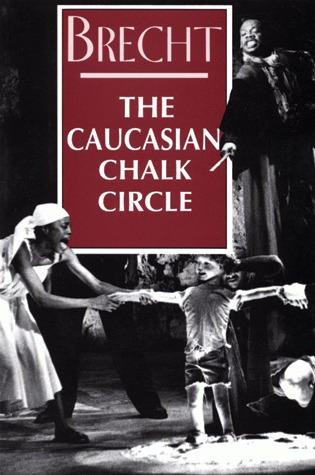 BRECHT
THE
CAUCASIAN
CHALK
CIRCLE